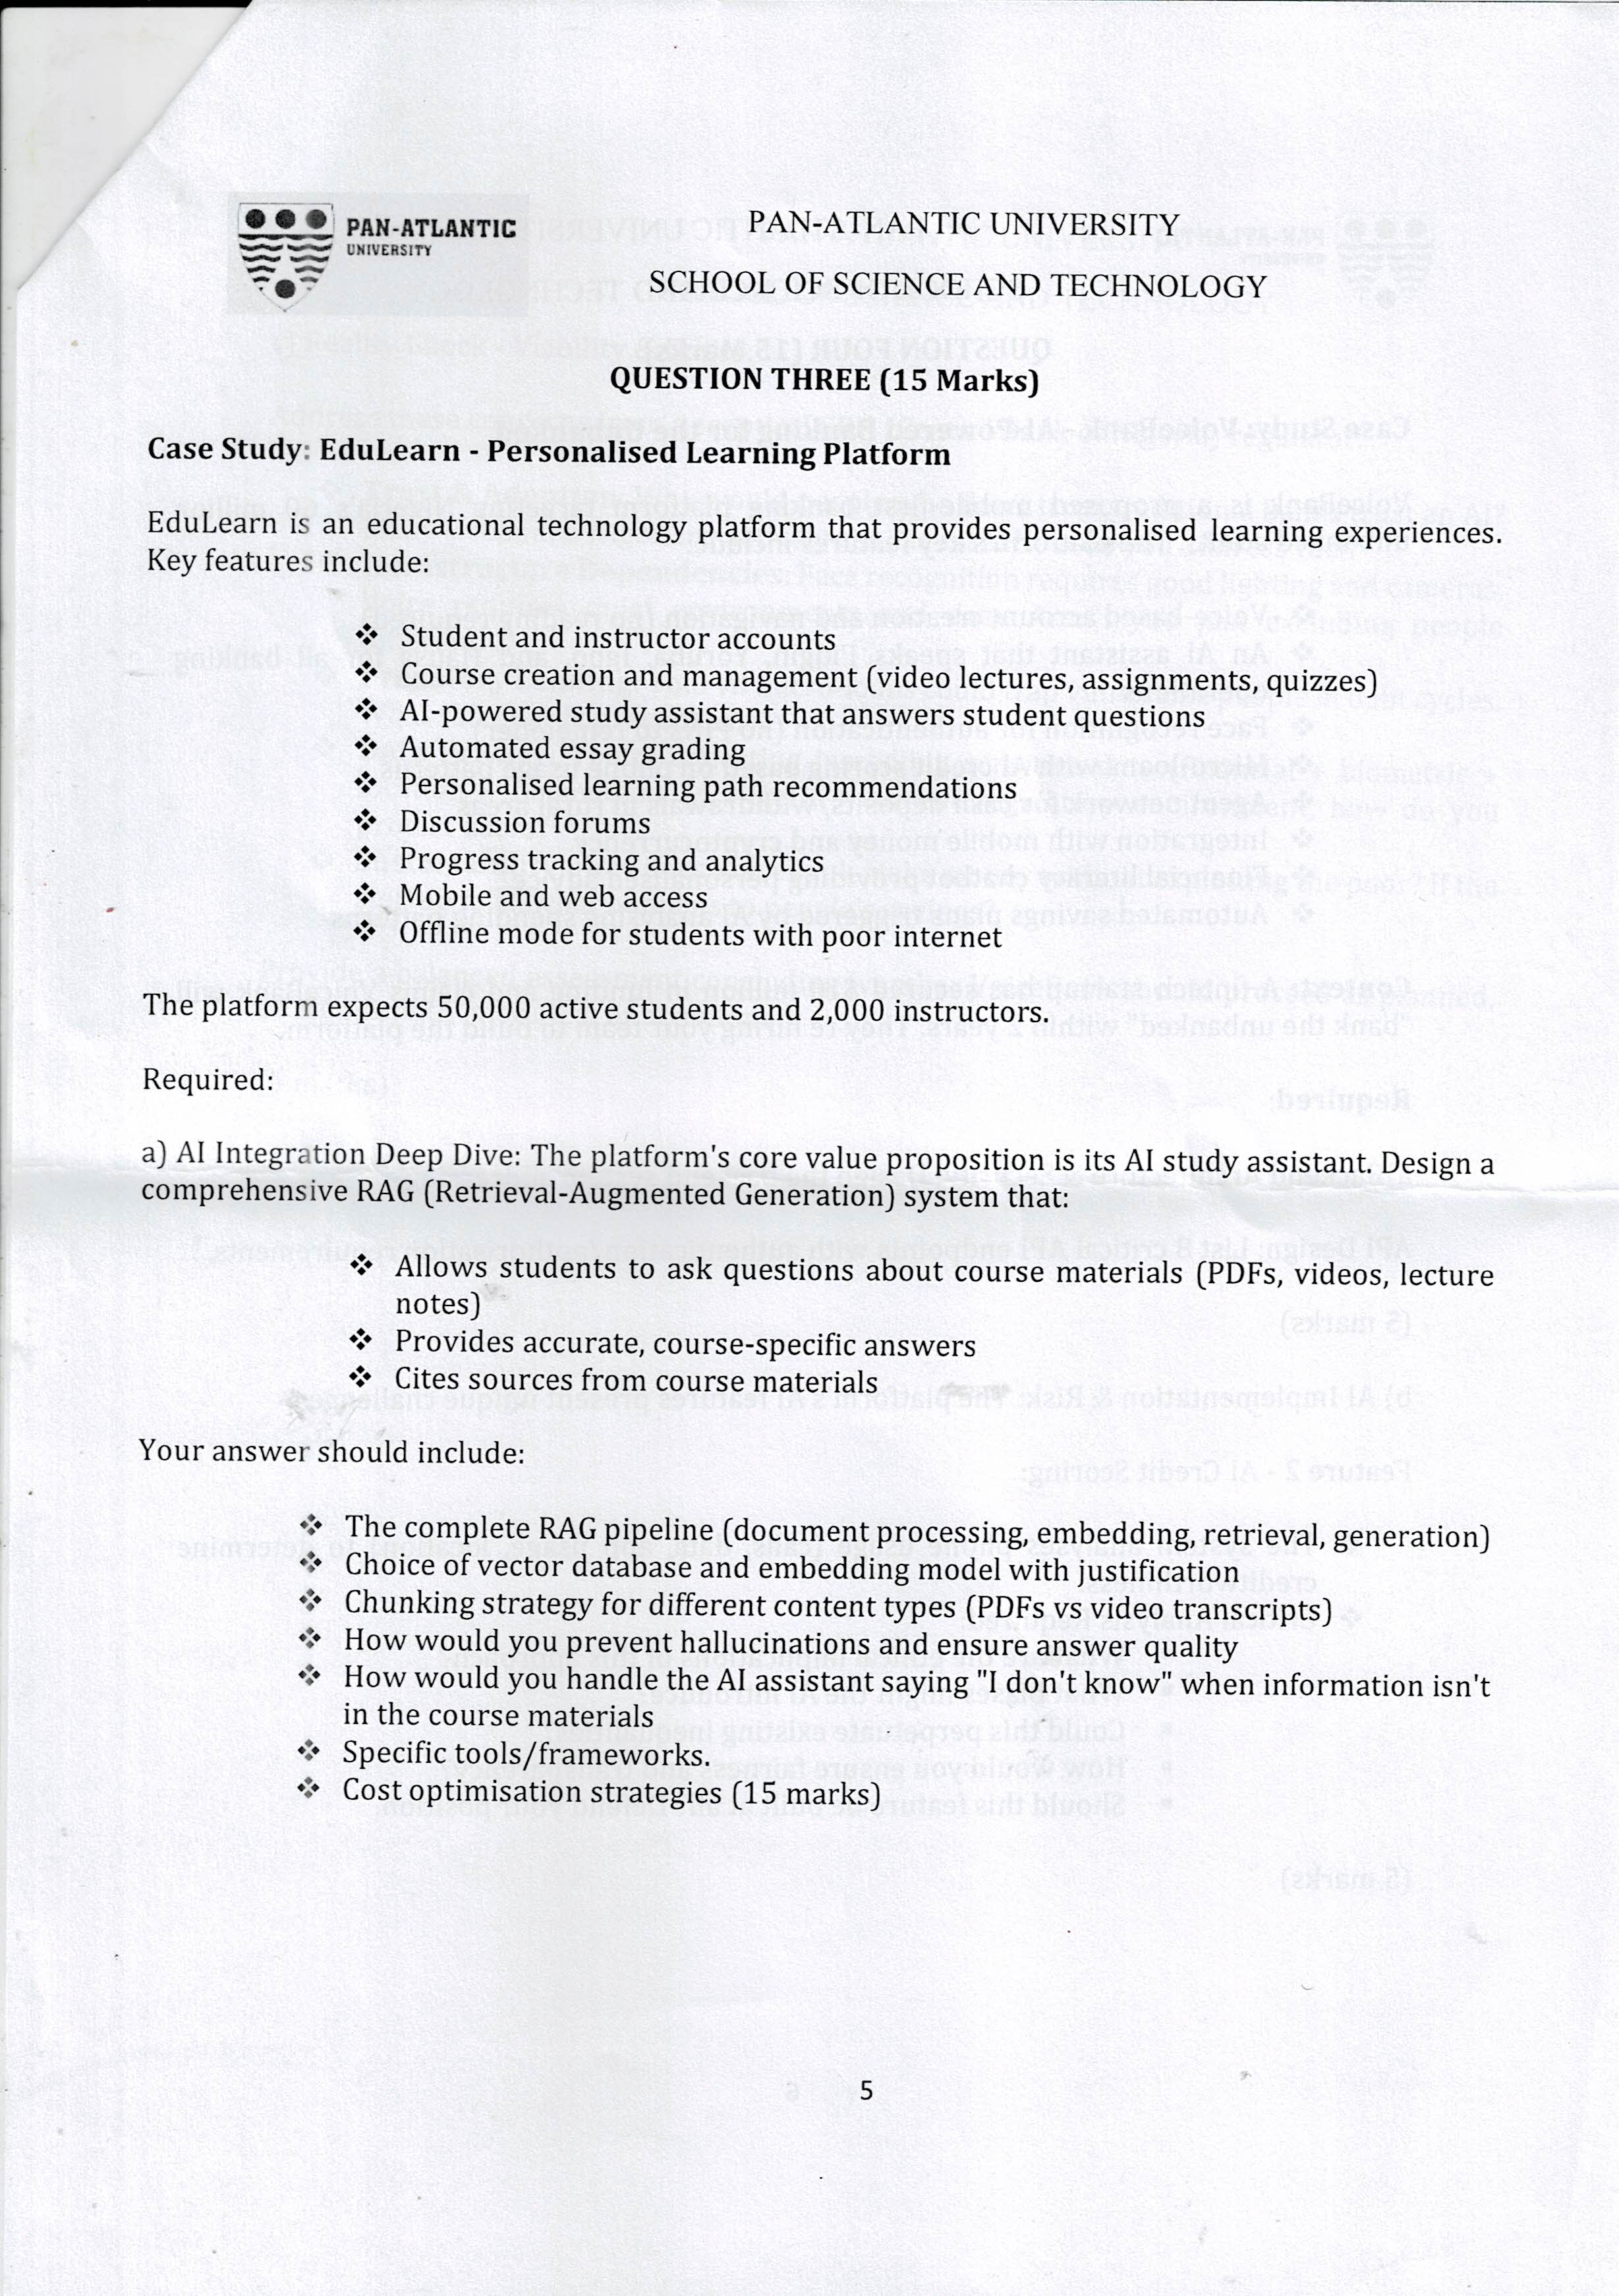 PAN-ATLANTIC
UNIVERSITY
PAN-ATLANTIC UNIVERSITY
SCHOOL OF SCIENCE AND TECHNOLOGY
QUESTION THREE (15 Marks)
Case Study: EduLearn - Personalised Learning Platform
EduLearn is an educational technology platform that provides personalised learning experiences.
Key features include:
❖ Student and instructor accounts
❖ Course creation and management (video lectures, assignments, quizzes)
❖ AI-powered study assistant that answers student questions
❖ Automated essay grading
❖ Personalised learning path recommendations
❖ Discussion forums
❖ Progress tracking and analytics
❖ Mobile and web access
❖ Offline mode for students with poor internet
The platform expects 50,000 active students and 2,000 instructors.
Required:
a) AI Integration Deep Dive: The platform's core value proposition is its AI study assistant. Design a
comprehensive RAG (Retrieval-Augmented Generation) system that:
❖ Allows students to ask questions about course materials (PDFs, videos, lecture
notes)
❖ Provides accurate, course-specific answers
❖ Cites sources from course materials
Your answer should include:
❖ The complete RAG pipeline (document processing, embedding, retrieval, generation)
❖ Choice of vector database and embedding model with justification
❖ Chunking strategy for different content types (PDFs vs video transcripts)
❖ How would you prevent hallucinations and ensure answer quality
❖ How would you handle the AI assistant saying "I don't know" when information isn't
in the course materials
❖ Specific tools/frameworks.
❖ Cost optimisation strategies (15 marks)
5